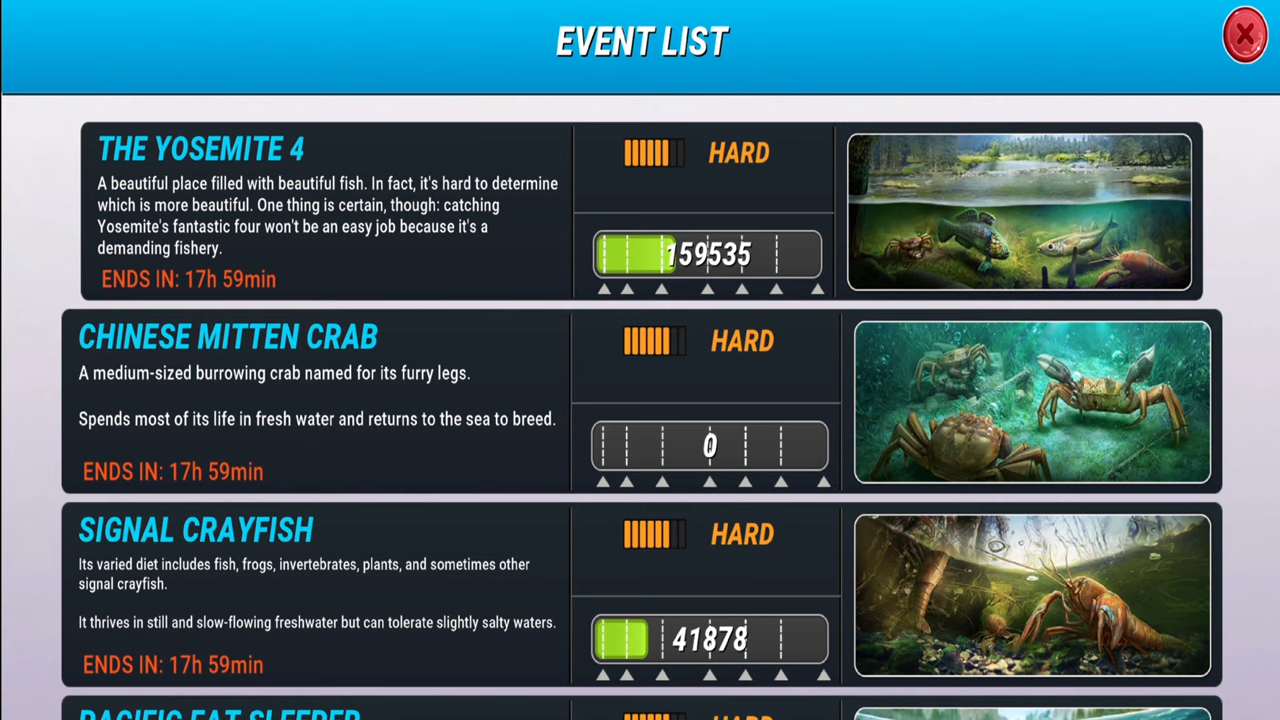 EVENT LIST
THE YOSEMITE 4
A beautiful place filled with beautiful fish. In fact, it's hard to determine
which is more beautiful. One thing is certain, though: catching
Yosemite's fantastic four won't be an easy job because it's a
demanding fishery.
ENDS IN: 17h 59min
HARD
159535
CHINESE MITTEN CRAB
A medium-sized burrowing crab named for its furry legs.
Spends most of its life in fresh water and returns to the sea to breed.
ENDS IN: 17h 59min
HARD
0
SIGNAL CRAYFISH
Its varied diet includes fish, frogs, invertebrates, plants, and sometimes other
signal crayfish.
It thrives in still and slow-flowing freshwater but can tolerate slightly salty waters.
ENDS IN: 17h 59min
HARD
41878
PACIFIC FAT SLEEPER
HARD